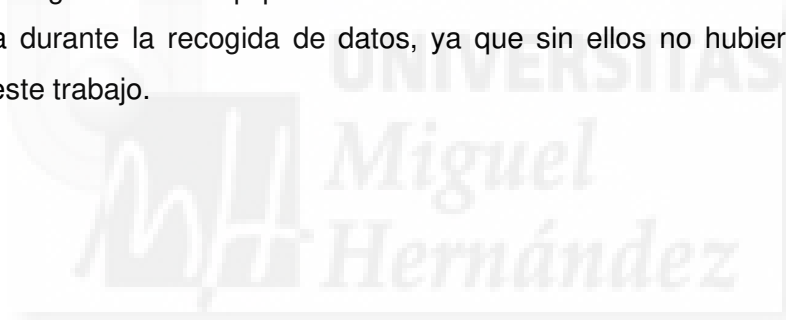 a durante la recogida de datos, ya que sin ellos no hubier
este trabajo.
UNIVERSITAS
Miguel
Hernández